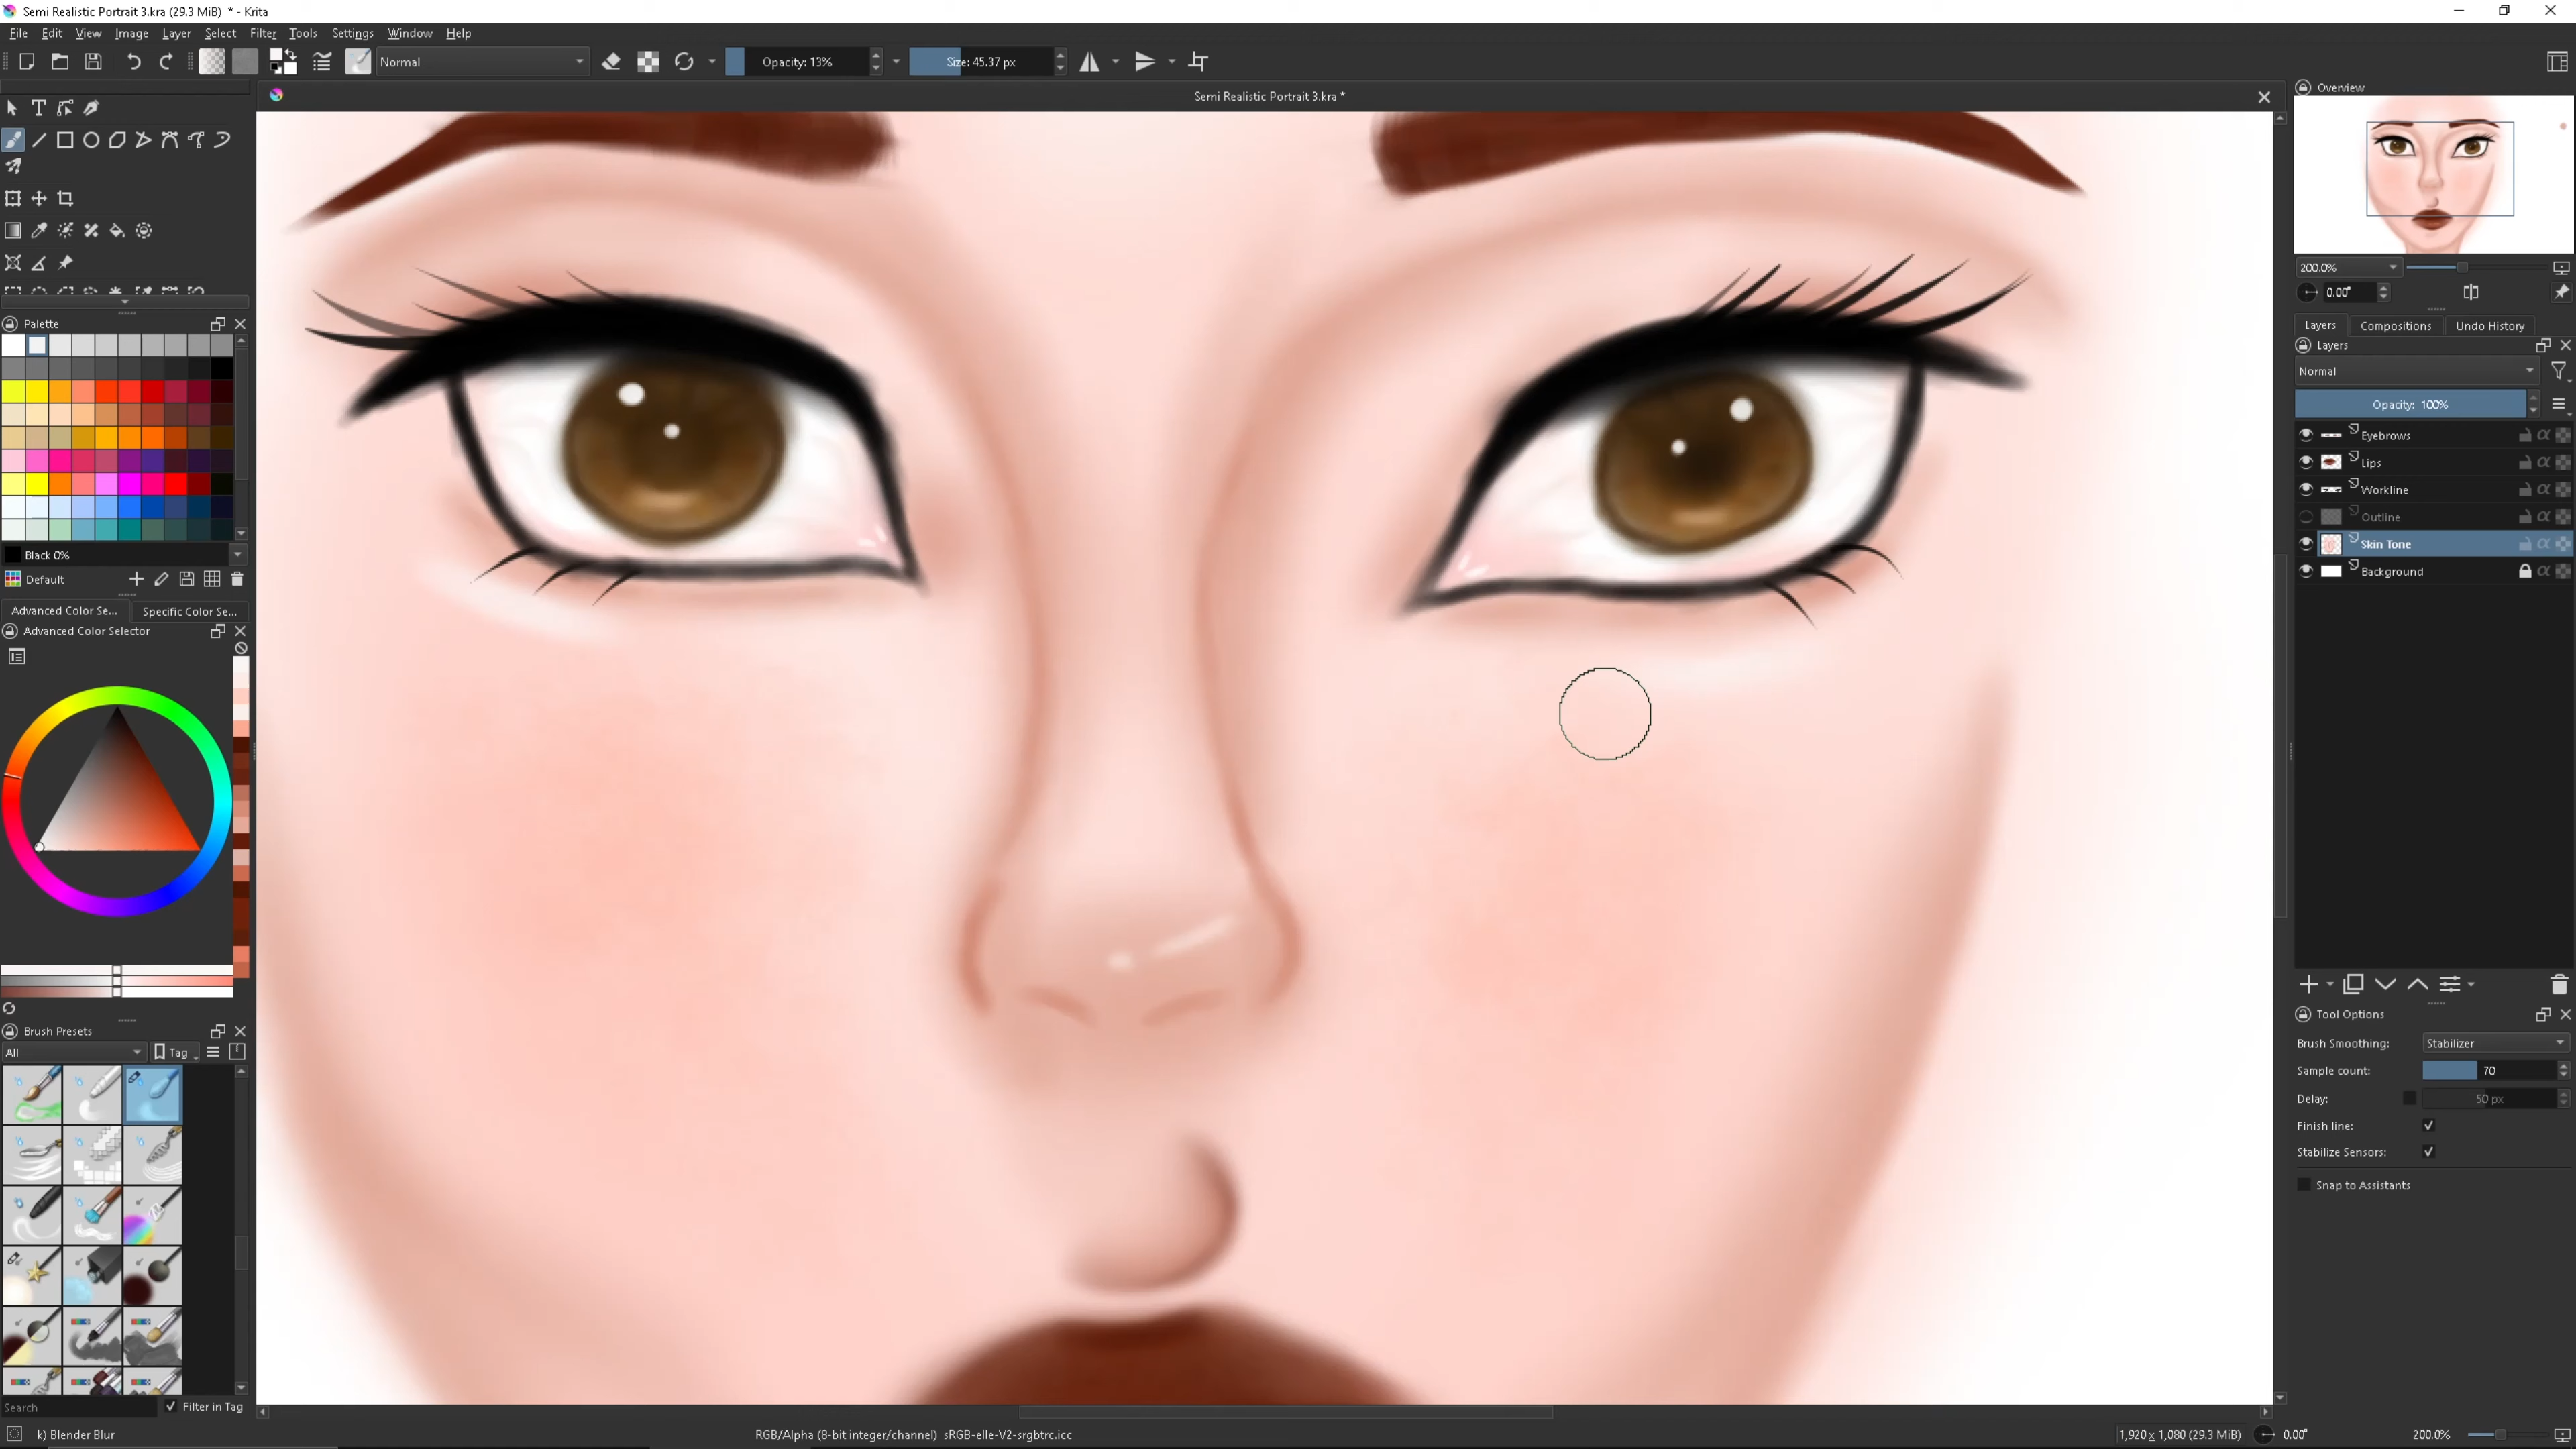 Semi Realistic Portrait 3.kra (29.3 MiB) * - Krita
File Edit View Image Layer Select Filter Tools Settings Window Help
Normal Opacity: 13% Size: 45.37 px
Semi Realistic Portrait 3.kra *
Overview
200.0%
0.00°
Palette
Black 0%
Default
Layers Compositions Undo History
Layers
Normal
Opacity: 100%
Eyebrows
Lips
Workline
Outline
Skin Tone
Background
Advanced Color Se... Specific Color Se...
Advanced Color Selector
Brush Presets
All Tag
Search Filter in Tag
Tool Options
Brush Smoothing: Stabilizer
Sample count: 70
Delay: 50 px
Finish line:
Stabilize Sensors:
Snap to Assistants
k) Blender Blur RGB/Alpha (8-bit integer/channel) sRGB-elle-V2-srgbtrc.icc 1,920 x 1,080 (29.3 MiB) 0.00° 200.0%